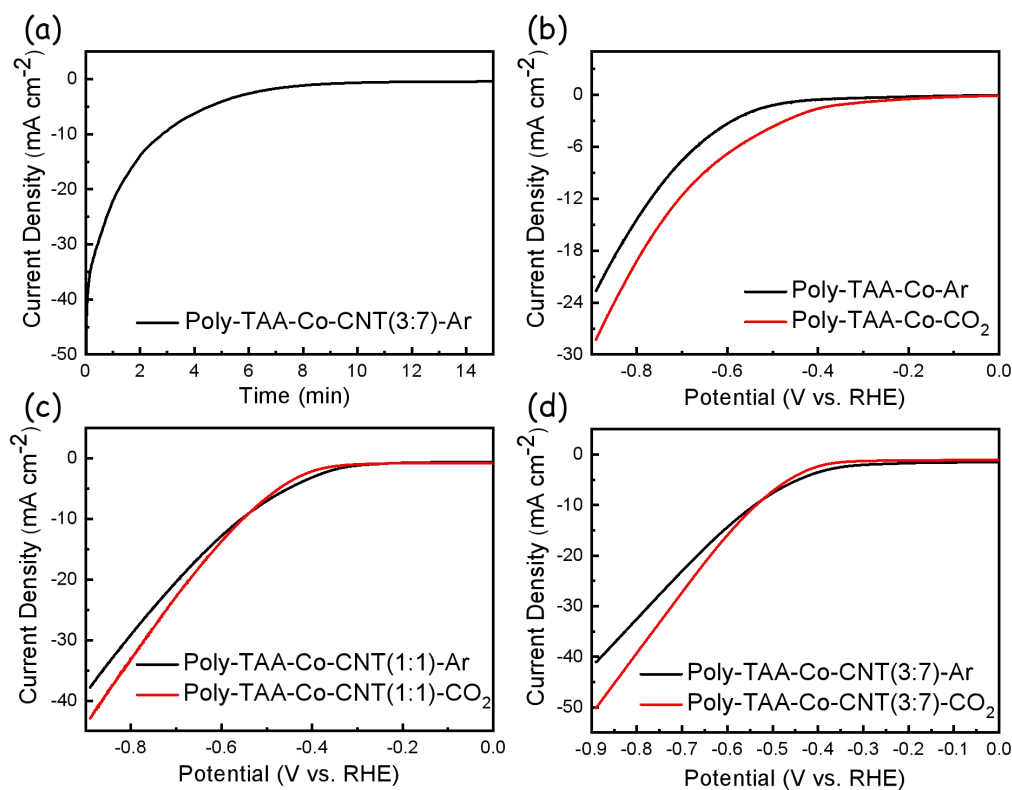 (a)
0
-10
-20
-30
-40
-50
Current Density (mA cm-2)
Poly-TAA-Co-CNT(3:7)-Ar
0 2 4 6 8 10 12 14
Time (min)
(b)
0
-6
-12
-18
-24
-30
Current Density (mA cm-2)
Poly-TAA-Co-Ar
Poly-TAA-Co-CO2
-0.8 -0.6 -0.4 -0.2 0.0
Potential (V vs. RHE)
(c)
0
-10
-20
-30
-40
Current Density (mA cm-2)
Poly-TAA-Co-CNT(1:1)-Ar
Poly-TAA-Co-CNT(1:1)-CO2
-0.8 -0.6 -0.4 -0.2 0.0
Potential (V vs. RHE)
(d)
0
-10
-20
-30
-40
-50
Current Density (mA cm-2)
Poly-TAA-Co-CNT(3:7)-Ar
Poly-TAA-Co-CNT(3:7)-CO2
-0.9 -0.8 -0.7 -0.6 -0.5 -0.4 -0.3 -0.2 -0.1 0.0
Potential (V vs. RHE)